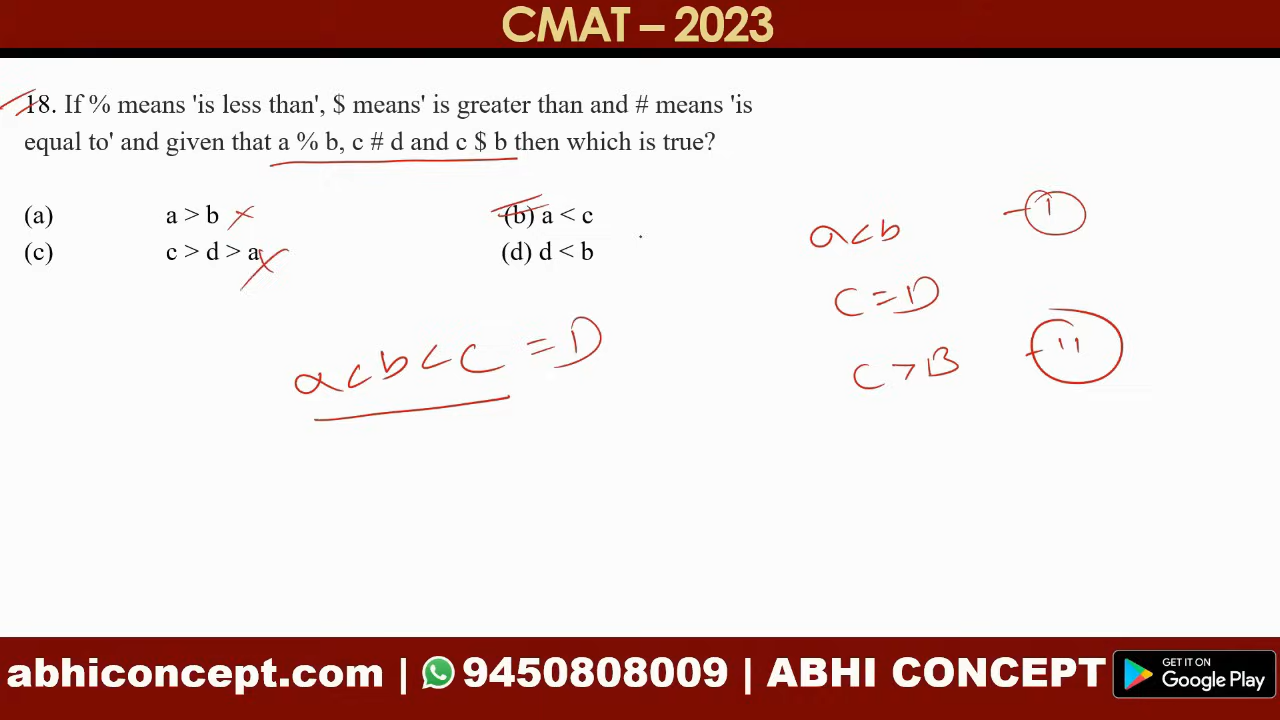 CMAT – 2023
18. If % means 'is less than', $ means' is greater than and # means 'is
equal to' and given that a % b, c # d and c $ b then which is true?
(a) a > b (b) a < c
(c) c > d > a (d) d < b
a < b – I
C = D
C > B – II
a < b < C = D
abhiconcept.com | 9450808009 | ABHI CONCEPT
GET IT ON
Google Play